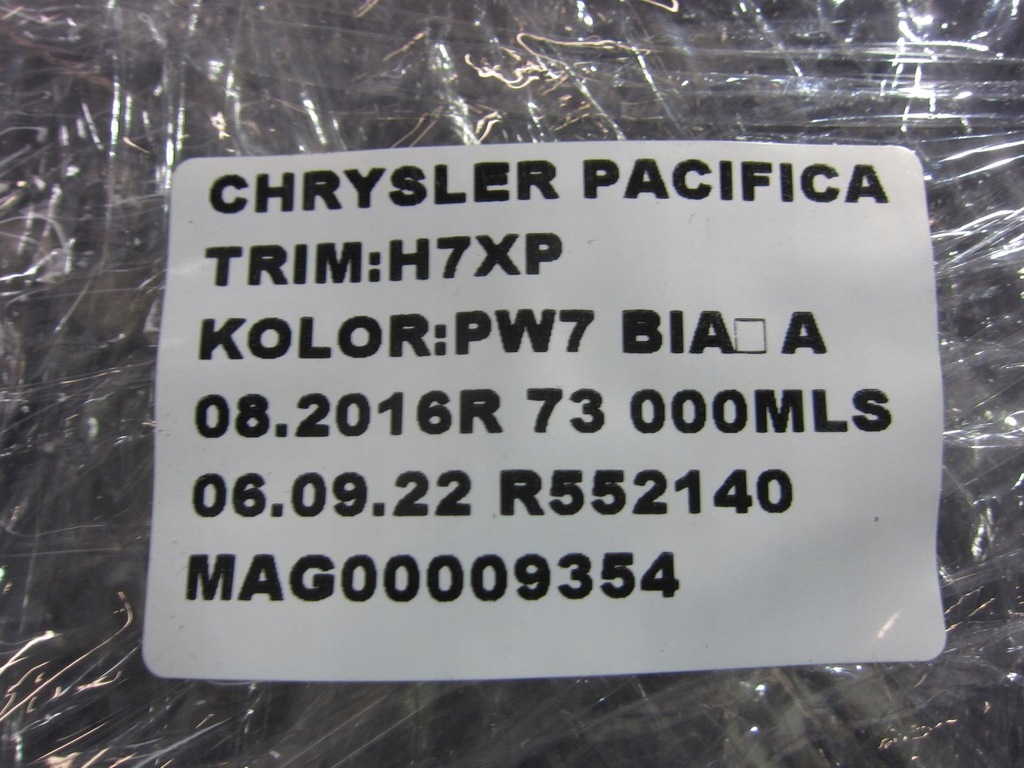 CHRYSLER PACIFICA
TRIM:H7XP
KOLOR:PW7 BIA□A
08.2016R 73 000MLS
06.09.22 R552140
MAG00009354